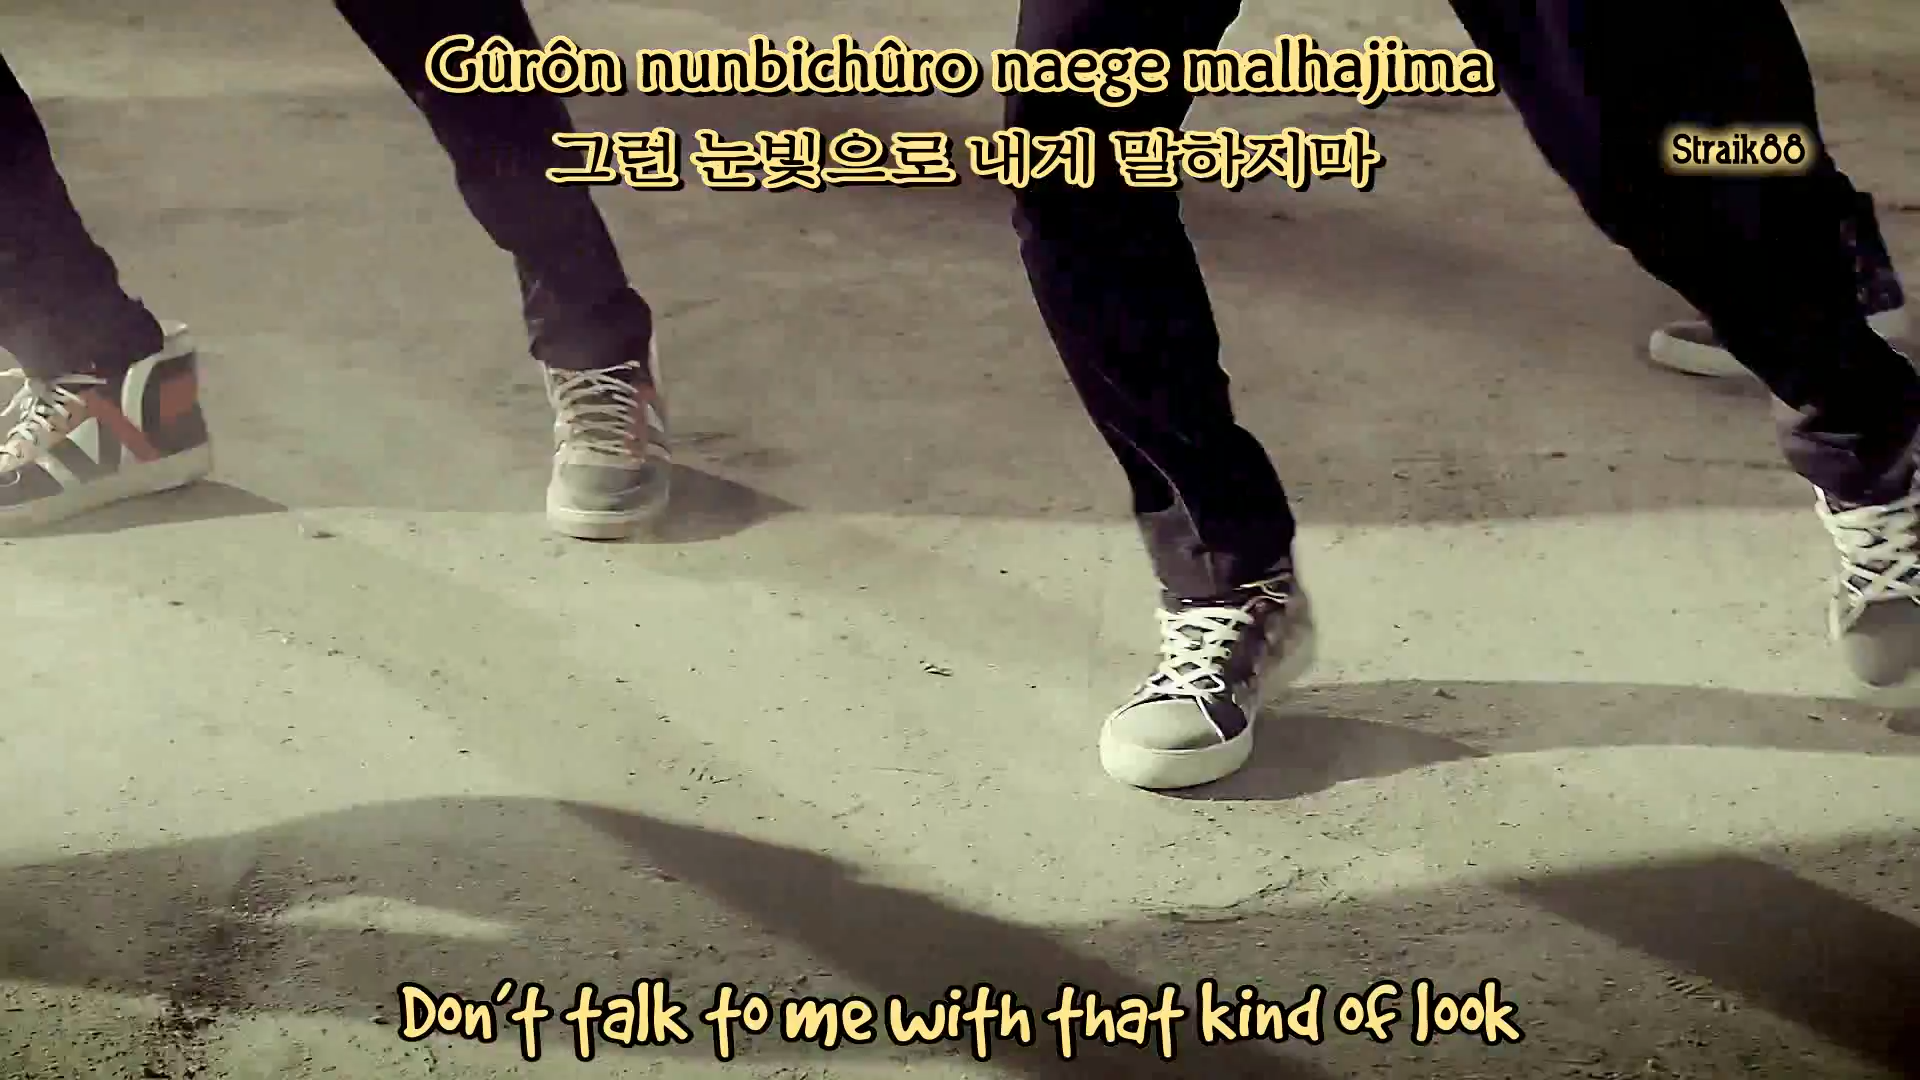 Gûrôn nunbichûro naege malhajima
그런 눈빛으로 내게 말하지마
Straik88
Don't talk to me with that kind of look